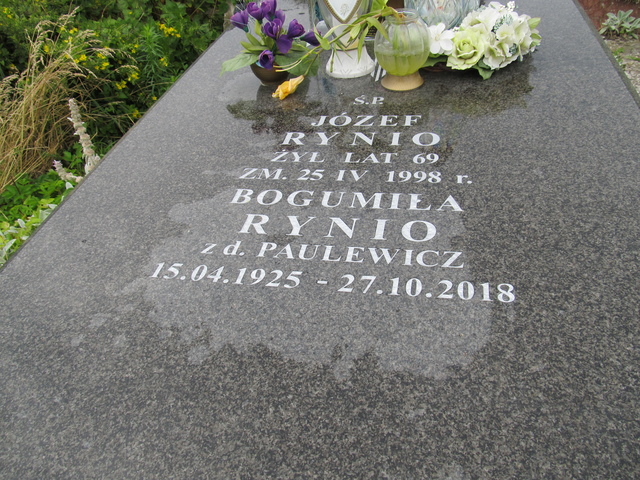 Ś.P.
JÓZEF
RYNIO
ŻYŁ LAT 69
ZM. 25 IV 1998 r.
BOGUMIŁA
RYNIO
z d. PAULEWICZ
15.04.1925 - 27.10.2018